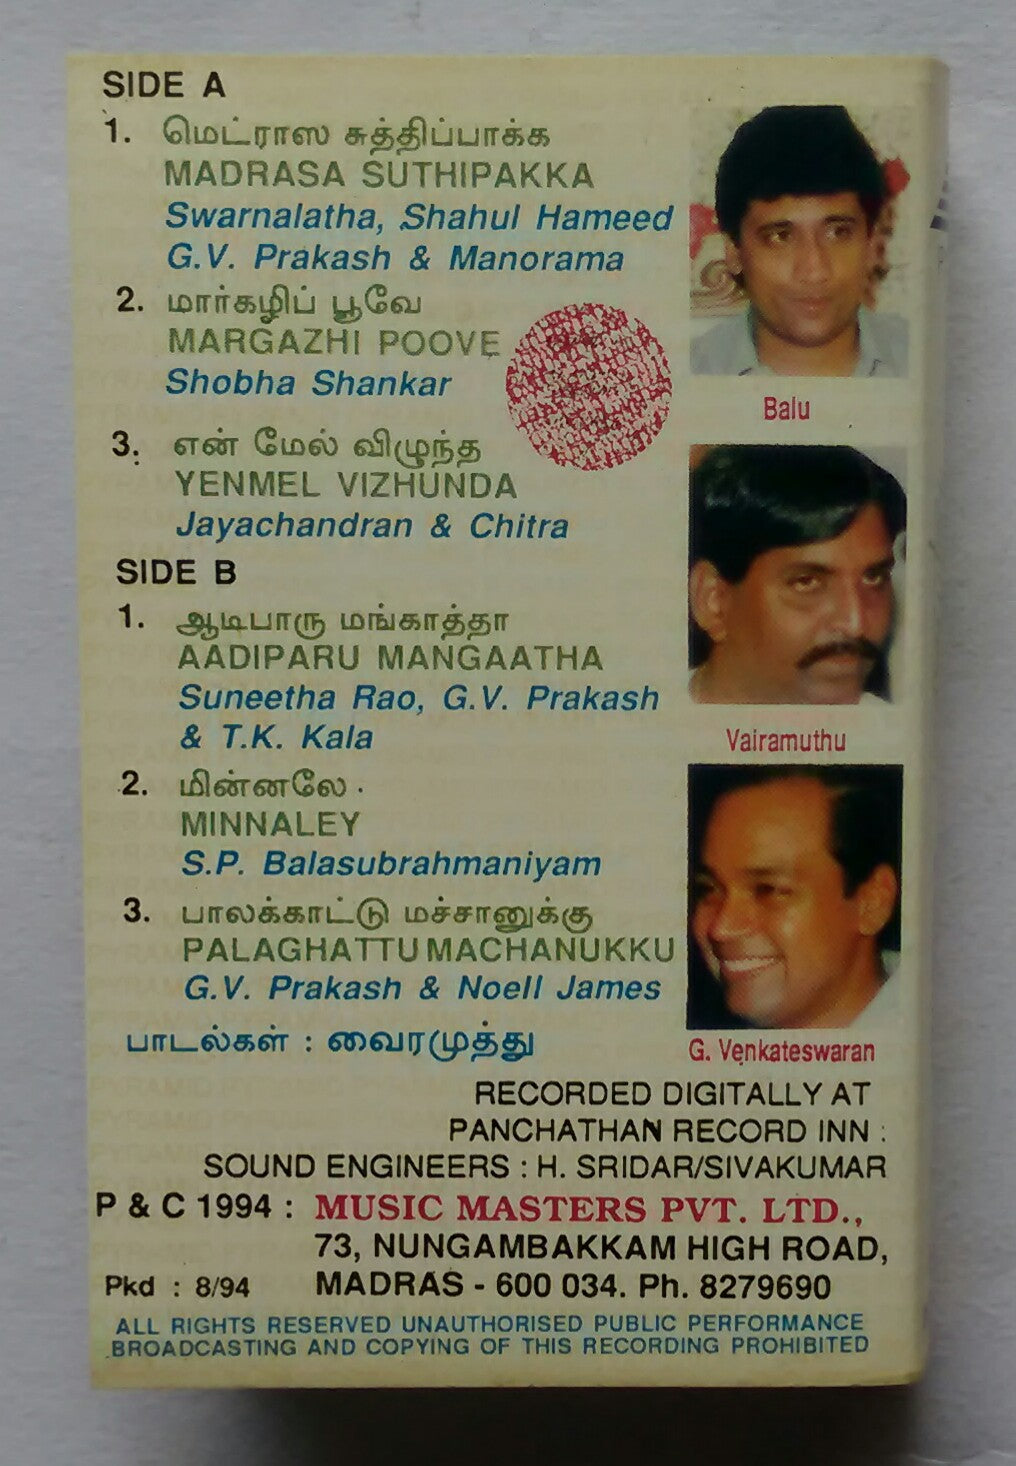 SIDE A
1. மெட்ராஸ சுத்திப்பாக்க
MADRASA SUTHIPAKKA
Swarnalatha, Shahul Hameed
G.V. Prakash & Manorama
2. மார்கழிப் பூவே
MARGAZHI POOVE
Shobha Shankar
3. என் மேல் விழுந்த
YENMEL VIZHUNDA
Jayachandran & Chitra
SIDE B
1. ஆடிபாரு மங்காத்தா
AADIPARU MANGAATHA
Suneetha Rao, G.V. Prakash
& T.K. Kala
2. மின்னலே
MINNALEY
S.P. Balasubrahmaniyam
3. பாலக்காட்டு மச்சானுக்கு
PALAGHATTU MACHANUKKU
G.V. Prakash & Noell James
பாடல்கள் : வைரமுத்து
Balu
Vairamuthu
G. Venkateswaran
RECORDED DIGITALLY AT
PANCHATHAN RECORD INN :
SOUND ENGINEERS : H. SRIDAR/SIVAKUMAR
P & C 1994 : MUSIC MASTERS PVT. LTD.,
73, NUNGAMBAKKAM HIGH ROAD,
Pkd : 8/94 MADRAS - 600 034. Ph. 8279690
ALL RIGHTS RESERVED UNAUTHORISED PUBLIC PERFORMANCE
BROADCASTING AND COPYING OF THIS RECORDING PROHIBITED